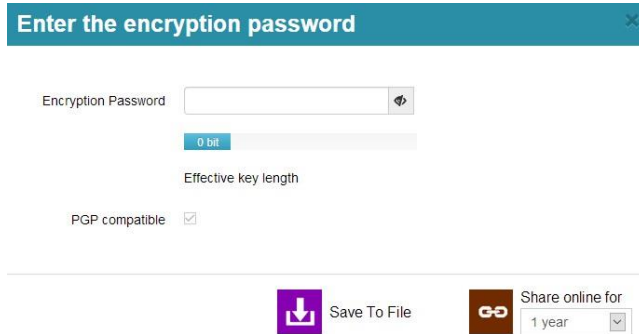 Enter the encryption password
Encryption Password
0 bit
Effective key length
PGP compatible
Save To File
Share online for
1 year